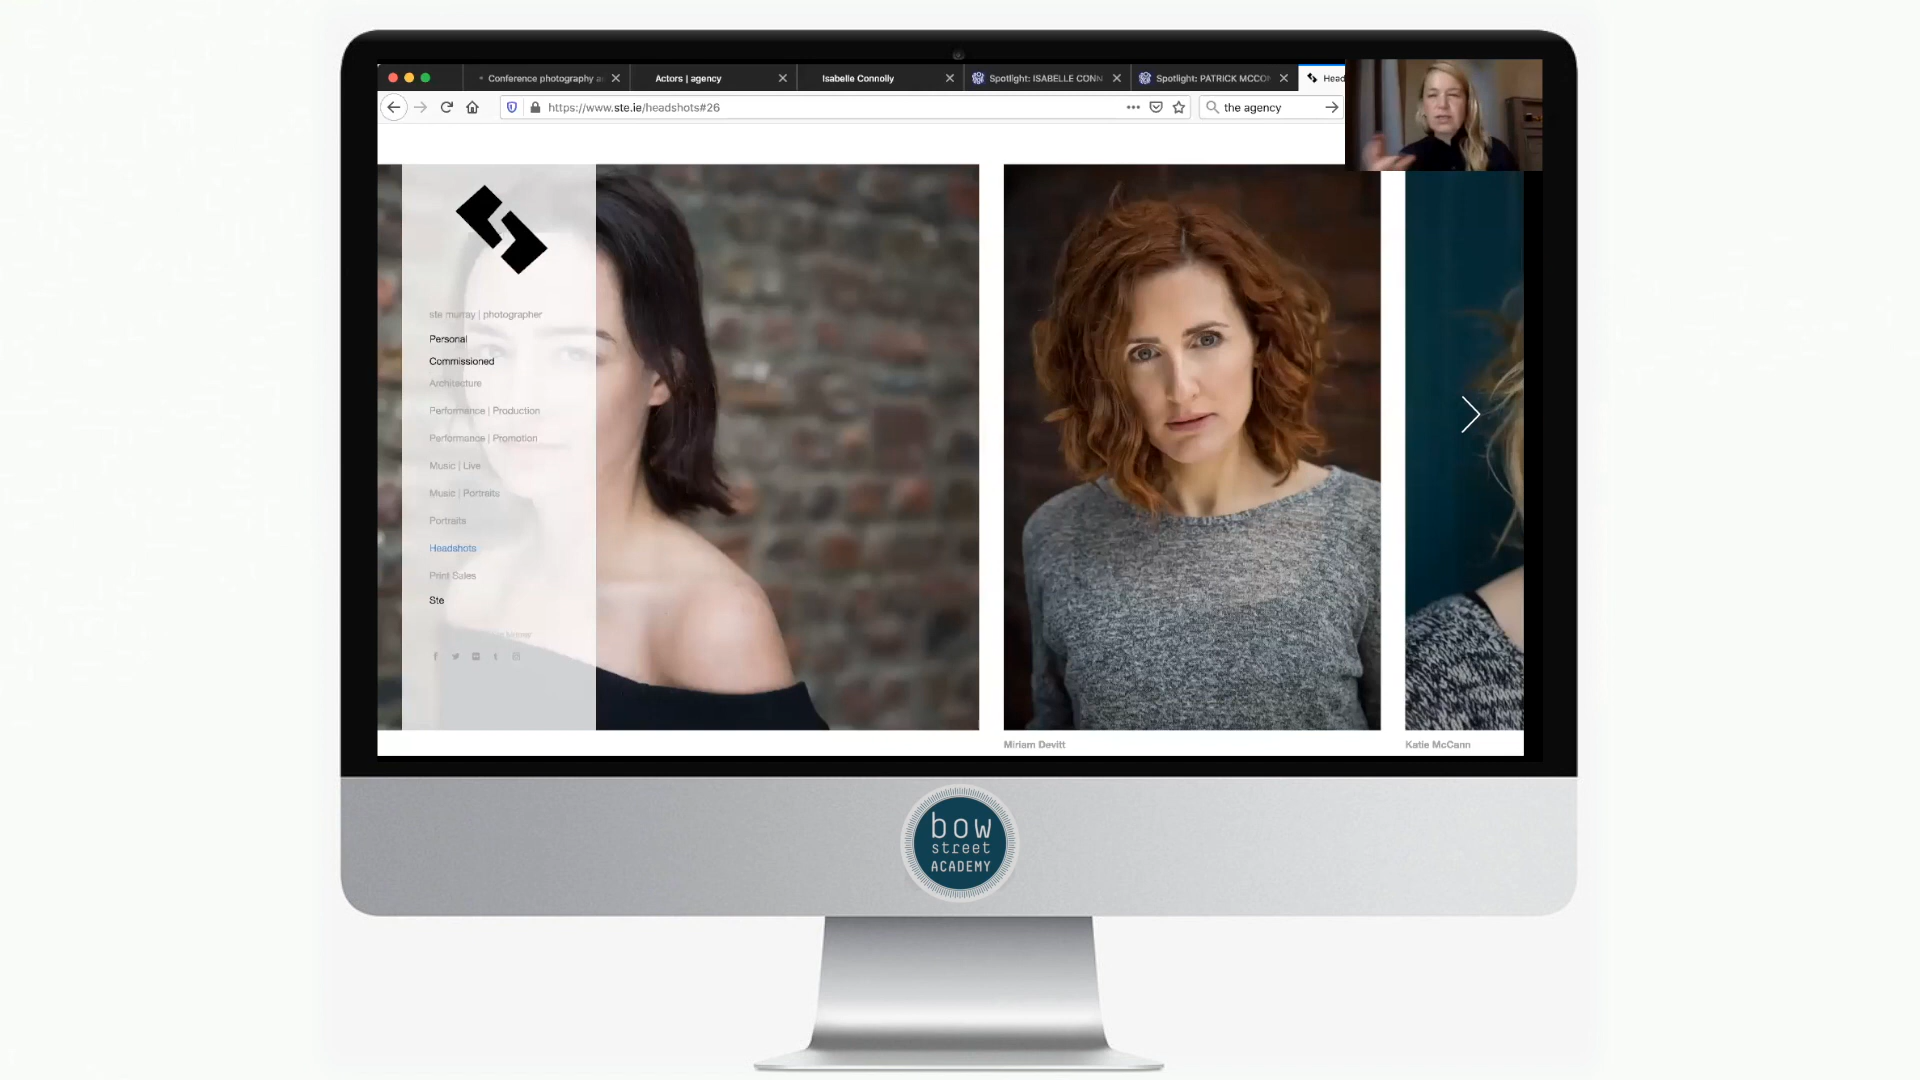 Conference photography a
Actors | agency
Isabelle Connolly
Spotlight: ISABELLE CONN
Spotlight: PATRICK MCCON
Head
https://www.ste.ie/headshots#26
the agency
ste murray | photographer
Personal
Commissioned
Architecture
Performance | Production
Performance | Promotion
Music | Live
Music | Portraits
Portraits
Headshots
Print Sales
Ste
Miriam Devitt
Katie McCann
bow
street
ACADEMY